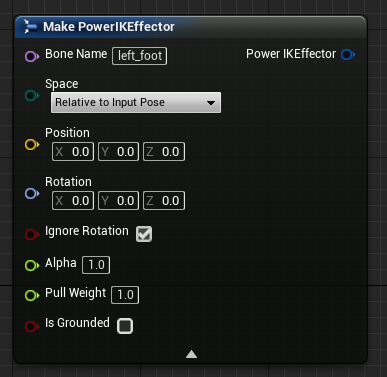 Make PowerIKEffector
Bone Name left_foot Power IKEffector
Space
Relative to Input Pose
Position
X 0.0 Y 0.0 Z 0.0
Rotation
X 0.0 Y 0.0 Z 0.0
Ignore Rotation
Alpha 1.0
Pull Weight 1.0
Is Grounded